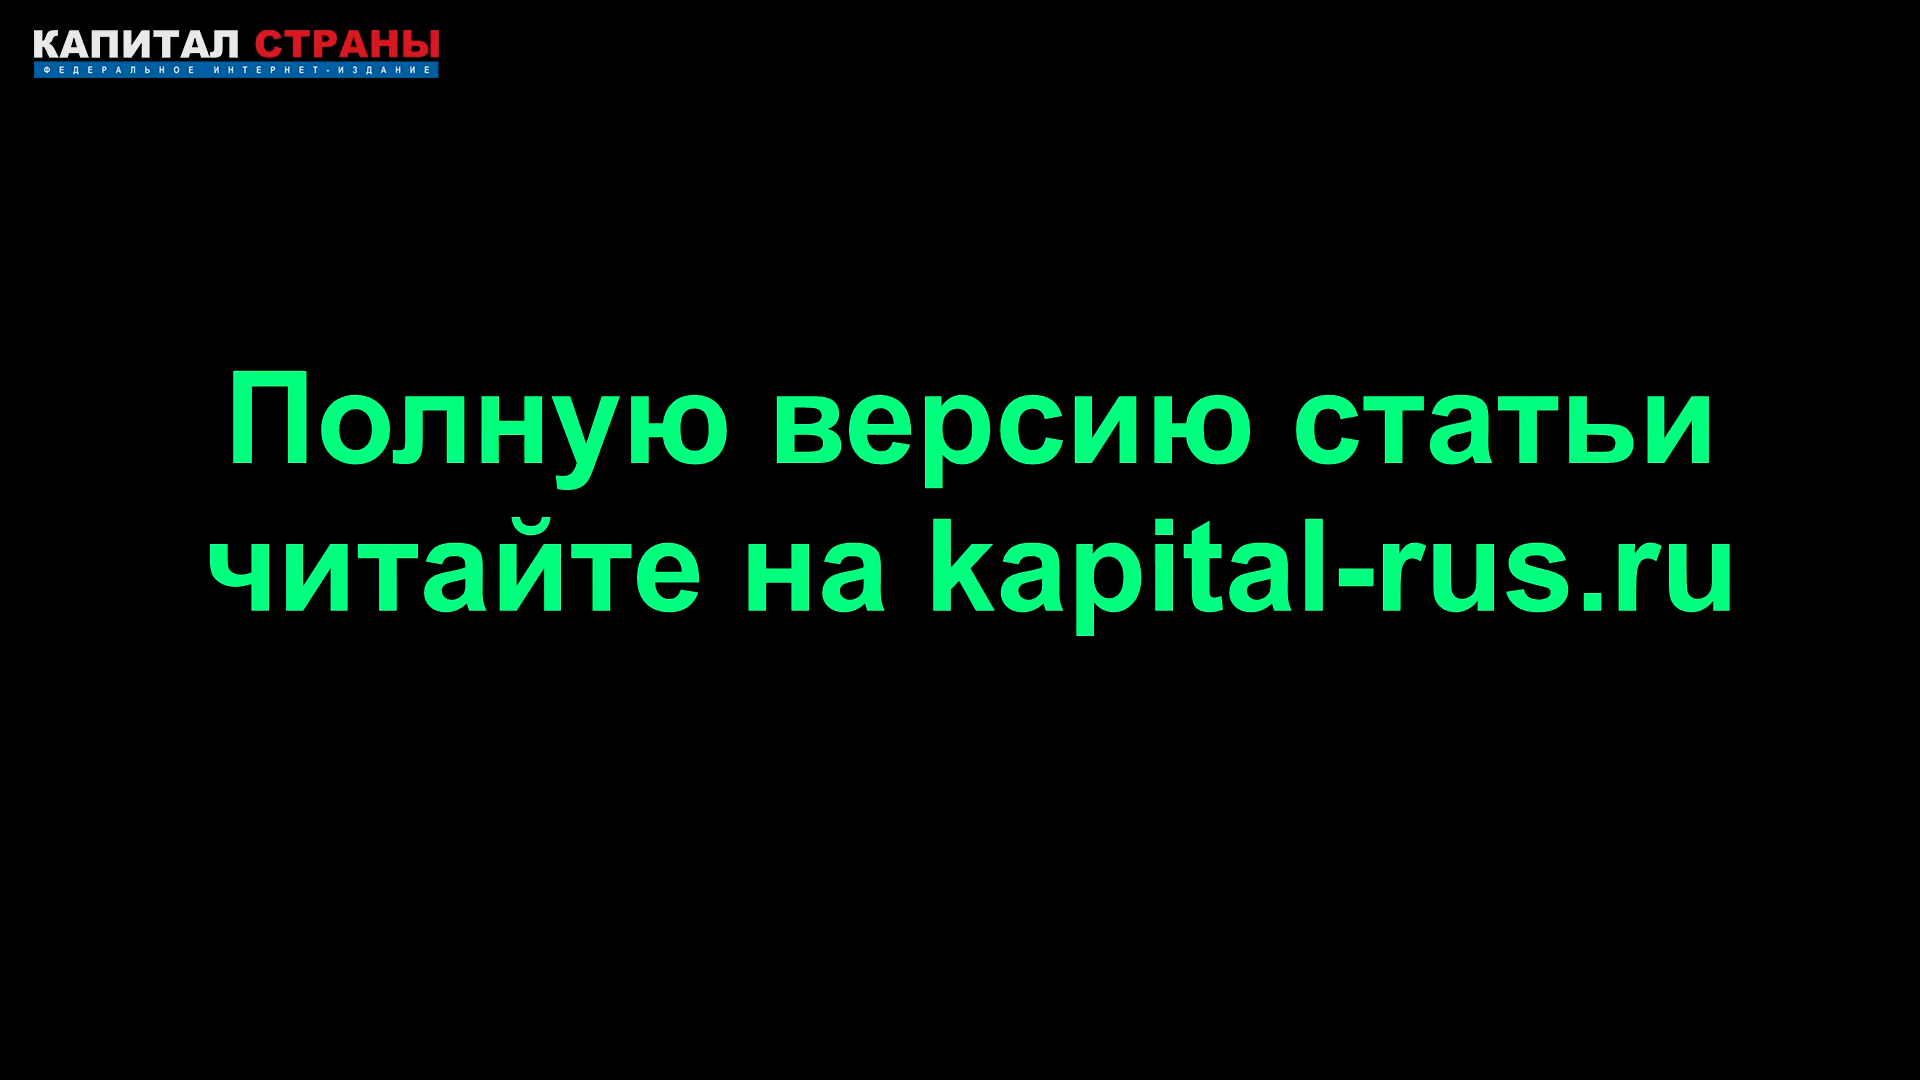 КАПИТАЛ СТРАНЫ
ФЕДЕРАЛЬНОЕ ИНТЕРНЕТ-ИЗДАНИЕ
Полную версию статьи
читайте на kapital-rus.ru